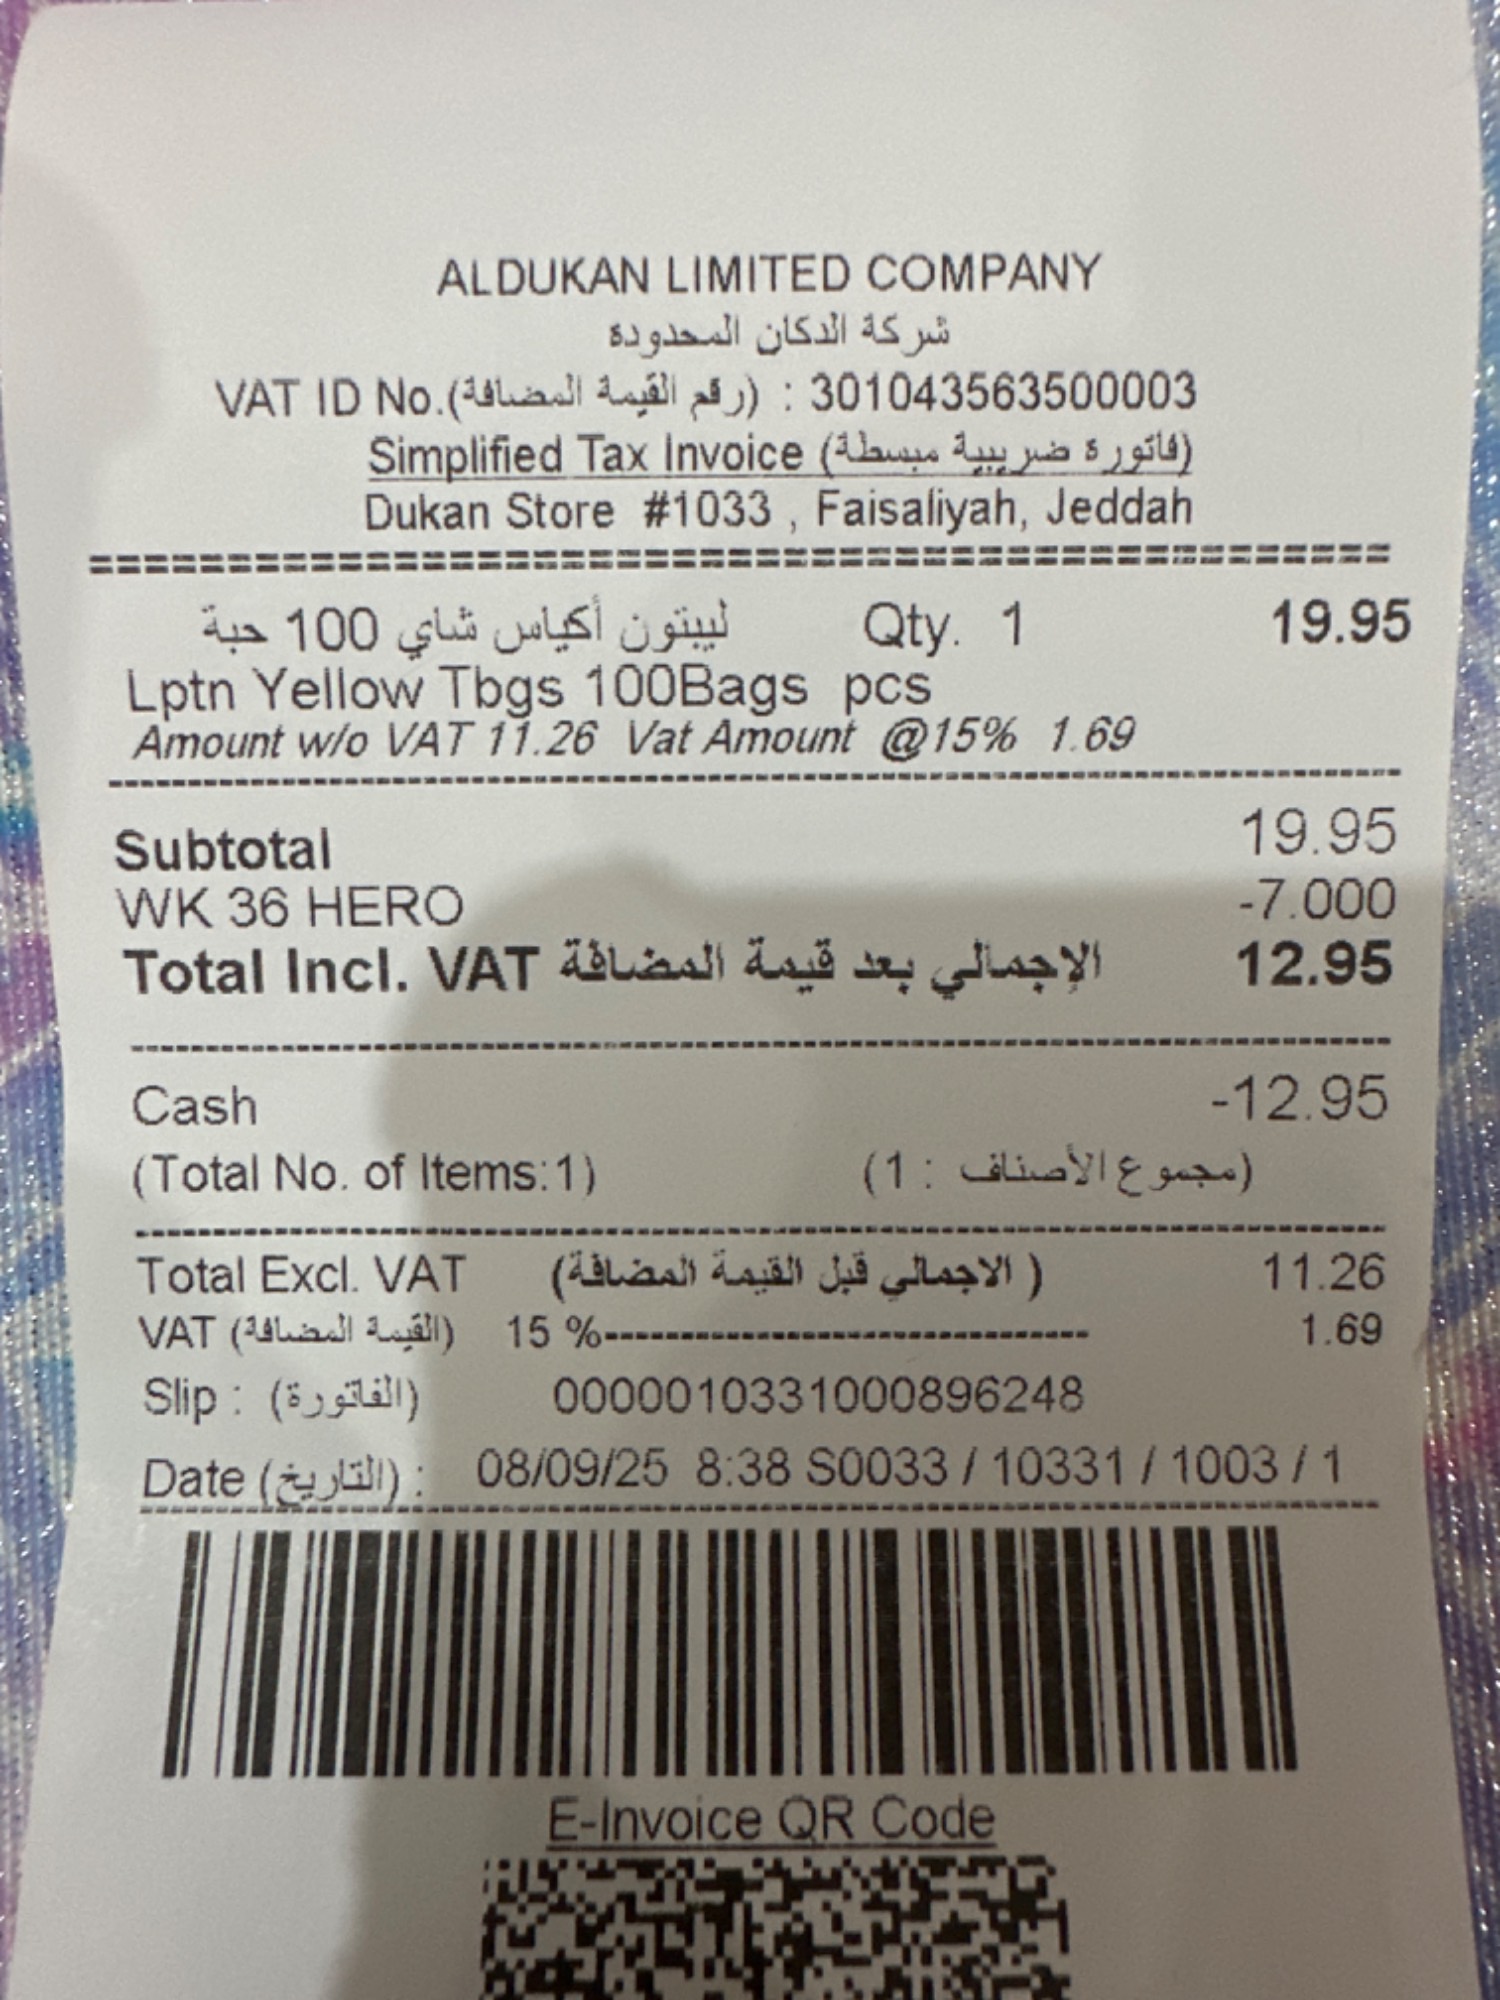 ALDUKAN LIMITED COMPANY
شركة الدكان المحدودة
VAT ID No.(رقم القيمة المضافة) : 301043563500003
Simplified Tax Invoice (فاتورة ضريبية مبسطة)
Dukan Store #1033 , Faisaliyah, Jeddah
ليبتون أكياس شاي 100 حبة Qty. 1 19.95
Lptn Yellow Tbgs 100Bags pcs
Amount w/o VAT 11.26 Vat Amount @15% 1.69
Subtotal 19.95
WK 36 HERO -7.000
Total Incl. VAT الإجمالي بعد قيمة المضافة 12.95
Cash -12.95
(Total No. of Items:1) (مجموع الأصناف : 1)
Total Excl. VAT (الاجمالي قبل القيمة المضافة ) 11.26
VAT (القيمة المضافة) 15 %----------------------------------- 1.69
Slip : (الفاتورة) 0000010331000896248
Date (التاريخ) : 08/09/25 8:38 S0033 / 10331 / 1003 / 1
E-Invoice QR Code